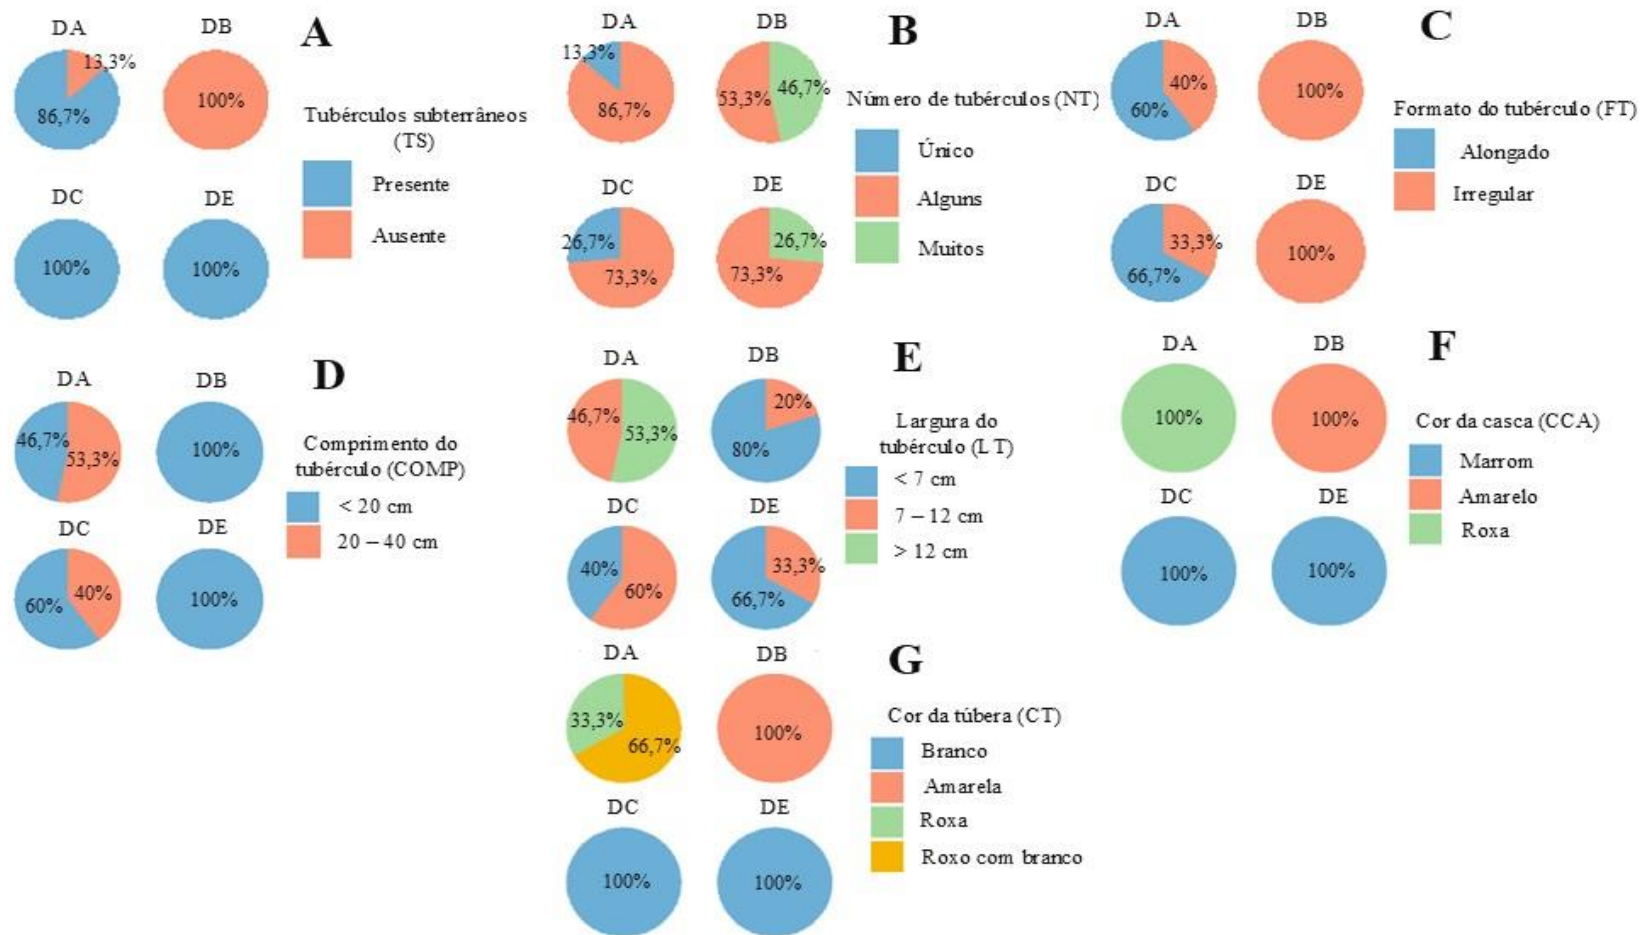 DA
DB
A
13,3%
86,7%
100%
Tubérculos subterrâneos
(TS)
Presente
Ausente
DC
DE
100%
100%
DA
DB
B
13,3%
86,7%
53,3%
46,7%
Número de tubérculos (NT)
Único
Alguns
Muitos
DC
DE
26,7%
73,3%
26,7%
73,3%
DA
DB
C
40%
60%
100%
Formato do tubérculo (FT)
Alongado
Irregular
DC
DE
33,3%
66,7%
100%
DA
DB
D
46,7%
53,3%
100%
Comprimento do
tubérculo (COMP)
< 20 cm
20 – 40 cm
DC
DE
60%
40%
100%
DA
DB
E
46,7%
53,3%
20%
80%
Largura do
tubérculo (LT)
< 7 cm
7 – 12 cm
> 12 cm
DC
DE
40%
60%
33,3%
66,7%
DA
DB
F
100%
100%
Cor da casca (CCA)
Marrom
Amarelo
Roxa
DC
DE
100%
100%
DA
DB
G
33,3%
66,7%
100%
Cor da túbera (CT)
Branco
Amarela
Roxa
Roxo com branco
DC
DE
100%
100%